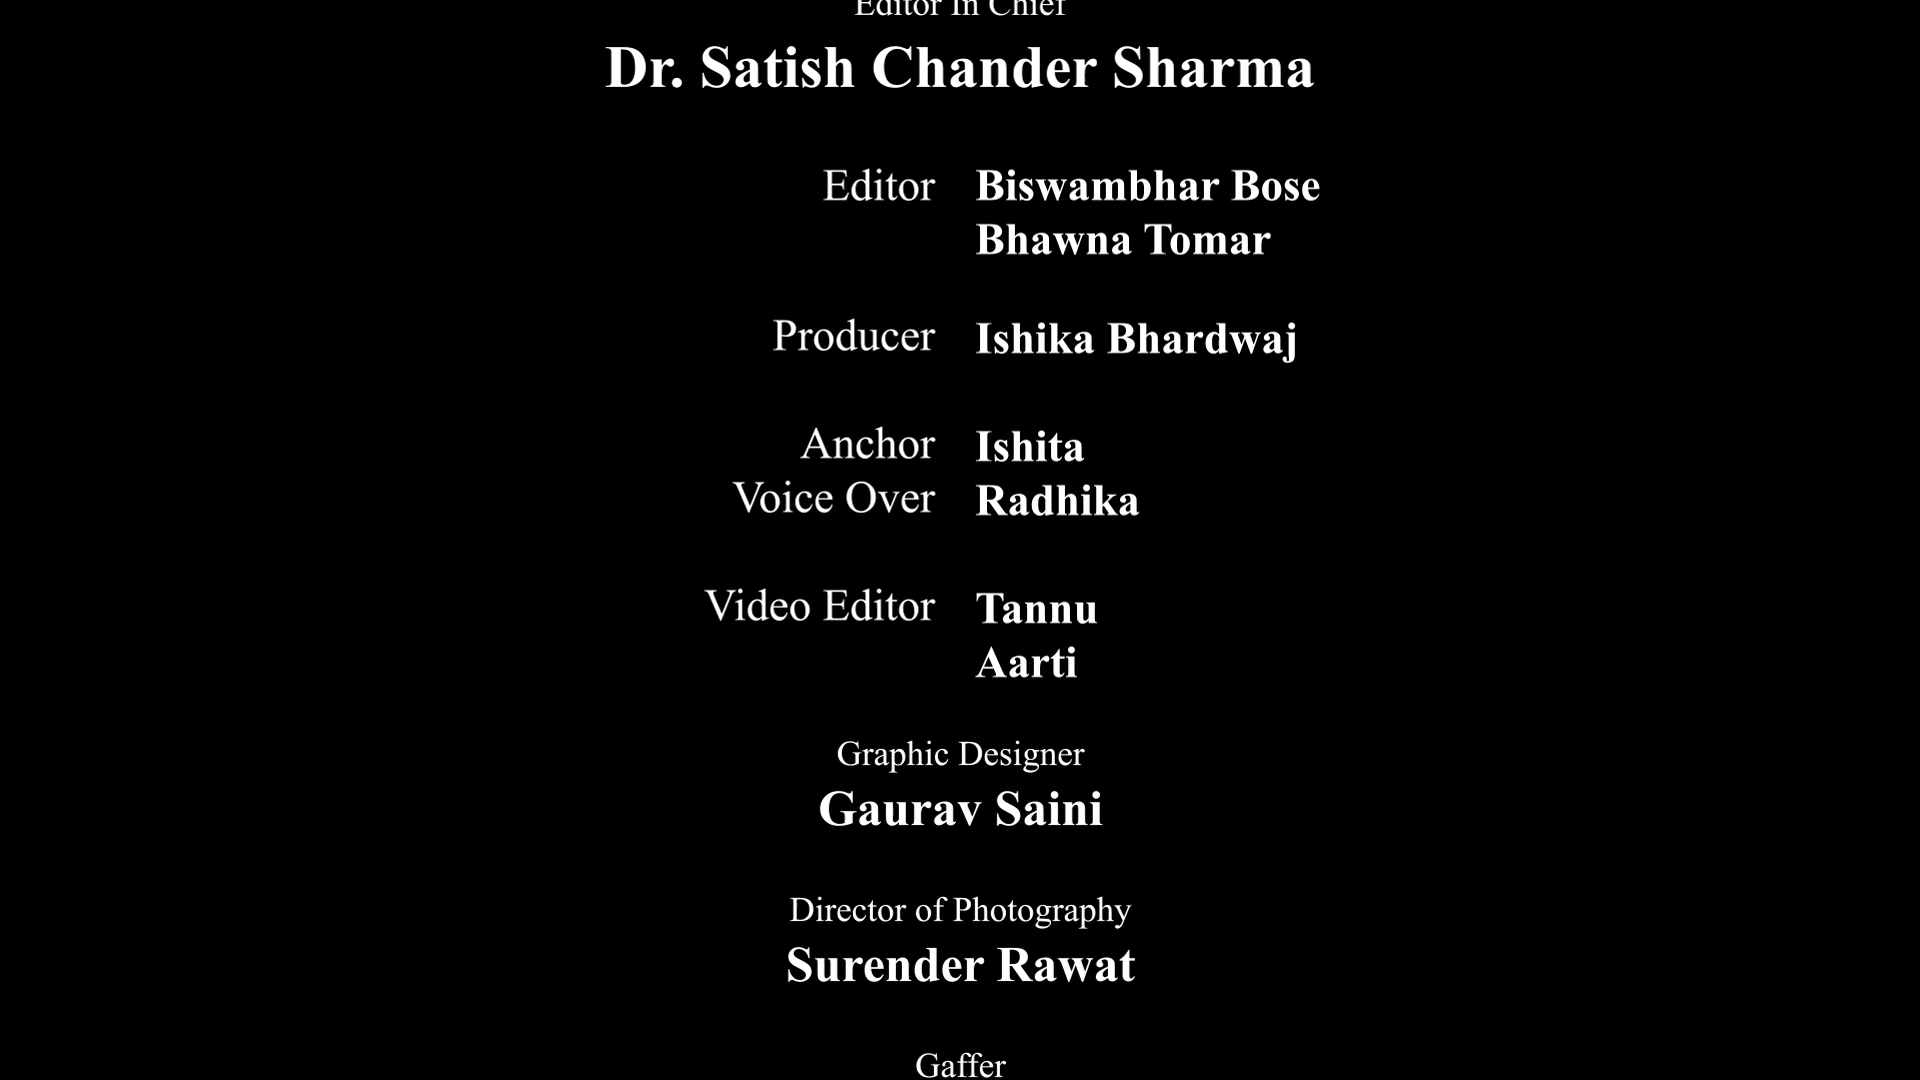 Editor In Chief
Dr. Satish Chander Sharma
Editor Biswambhar Bose
Bhawna Tomar
Producer Ishika Bhardwaj
Anchor Ishita
Voice Over Radhika
Video Editor Tannu
Aarti
Graphic Designer
Gaurav Saini
Director of Photography
Surender Rawat
Gaffer